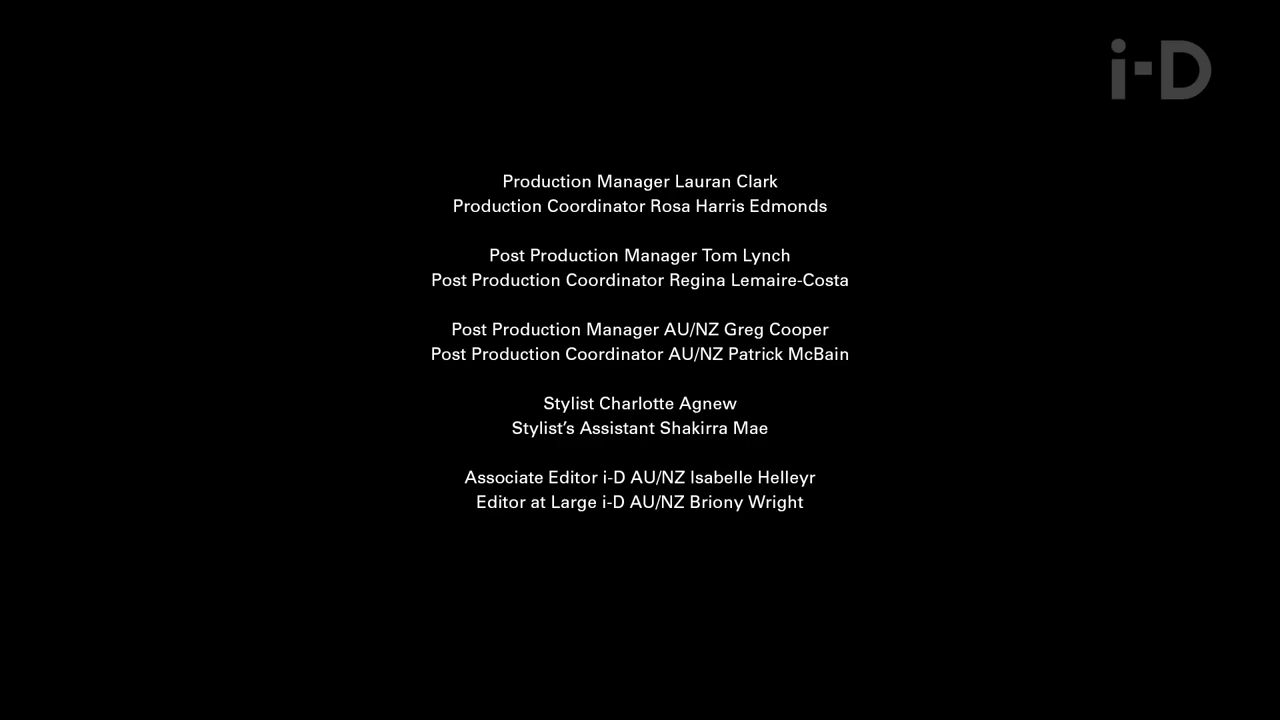 i-D
Production Manager Lauran Clark
Production Coordinator Rosa Harris Edmonds
Post Production Manager Tom Lynch
Post Production Coordinator Regina Lemaire-Costa
Post Production Manager AU/NZ Greg Cooper
Post Production Coordinator AU/NZ Patrick McBain
Stylist Charlotte Agnew
Stylist’s Assistant Shakirra Mae
Associate Editor i-D AU/NZ Isabelle Helleyr
Editor at Large i-D AU/NZ Briony Wright